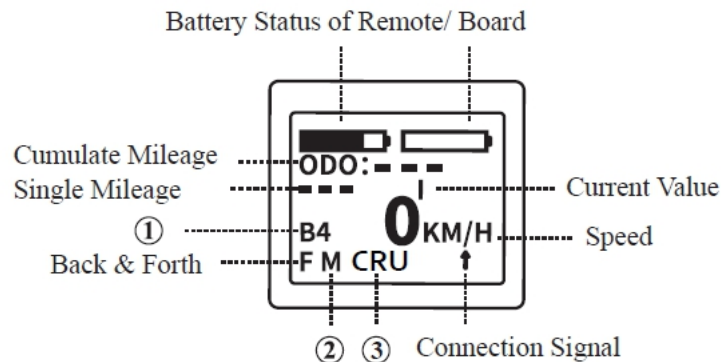 Battery Status of Remote/ Board
Cumulate Mileage
ODO: - - -
Single Mileage
- - -
Current Value
①
B4
0
KM/H
Speed
Back & Forth
F M CRU
② ③ Connection Signal